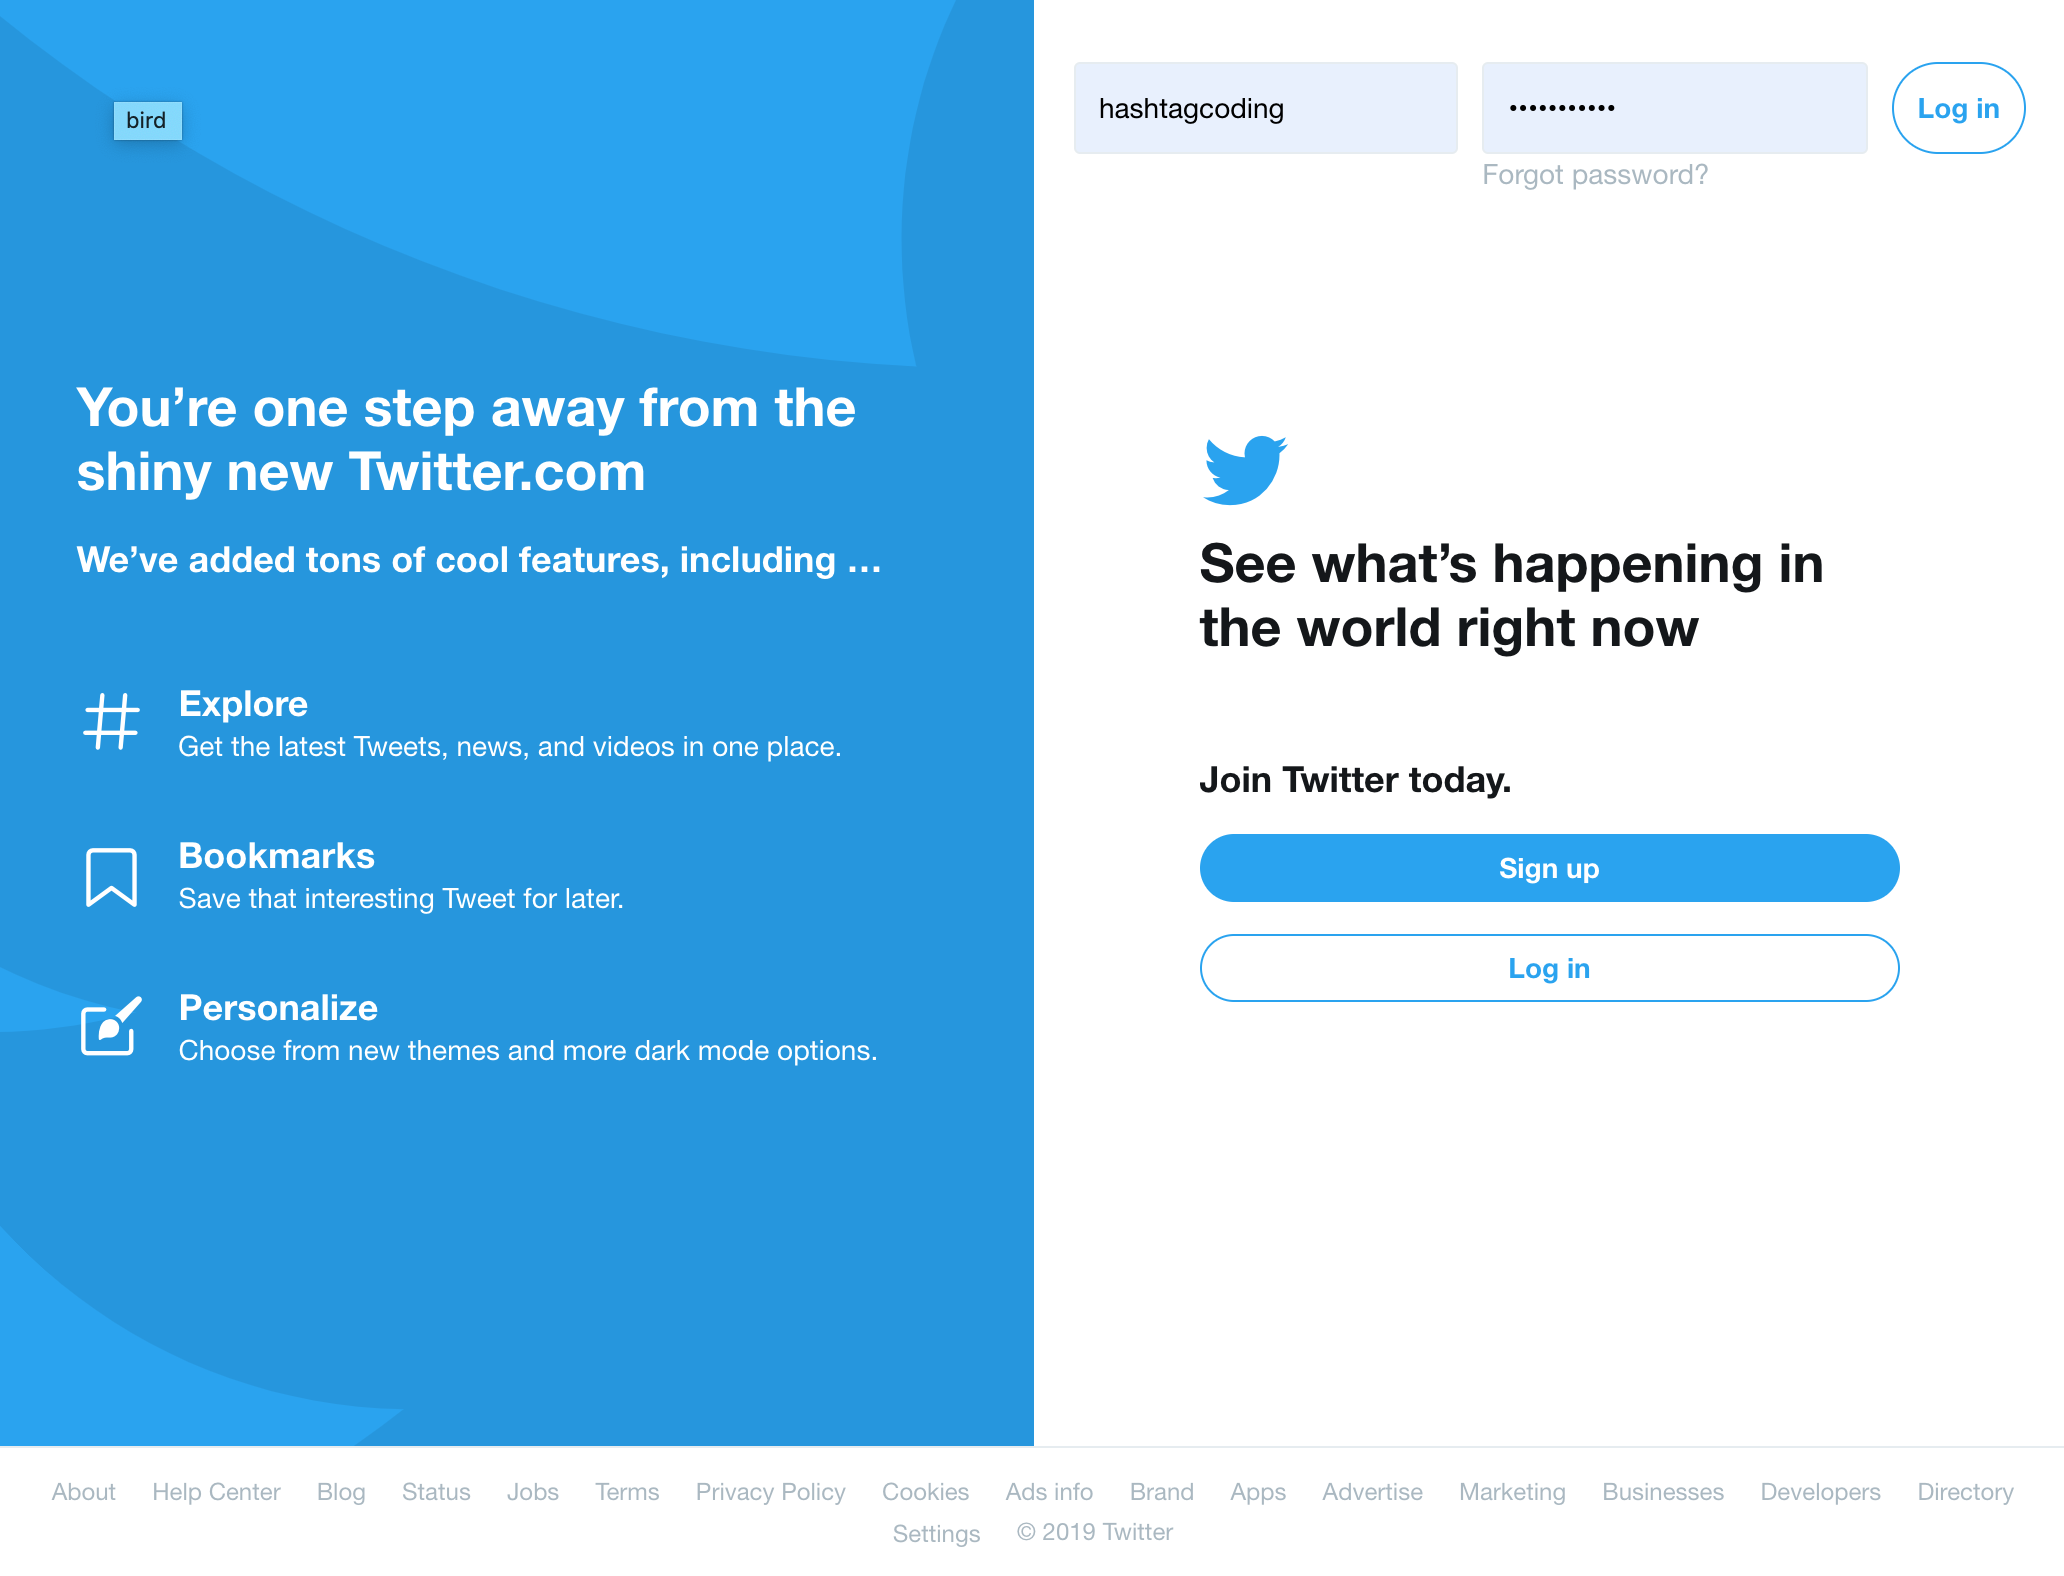 bird
You’re one step away from the
shiny new Twitter.com
We’ve added tons of cool features, including …
Explore
Get the latest Tweets, news, and videos in one place.
Bookmarks
Save that interesting Tweet for later.
Personalize
Choose from new themes and more dark mode options.
hashtagcoding
•••••••••••
Log in
Forgot password?
See what’s happening in
the world right now
Join Twitter today.
Sign up
Log in
About Help Center Blog Status Jobs Terms Privacy Policy Cookies Ads info Brand Apps Advertise Marketing Businesses Developers Directory
Settings © 2019 Twitter